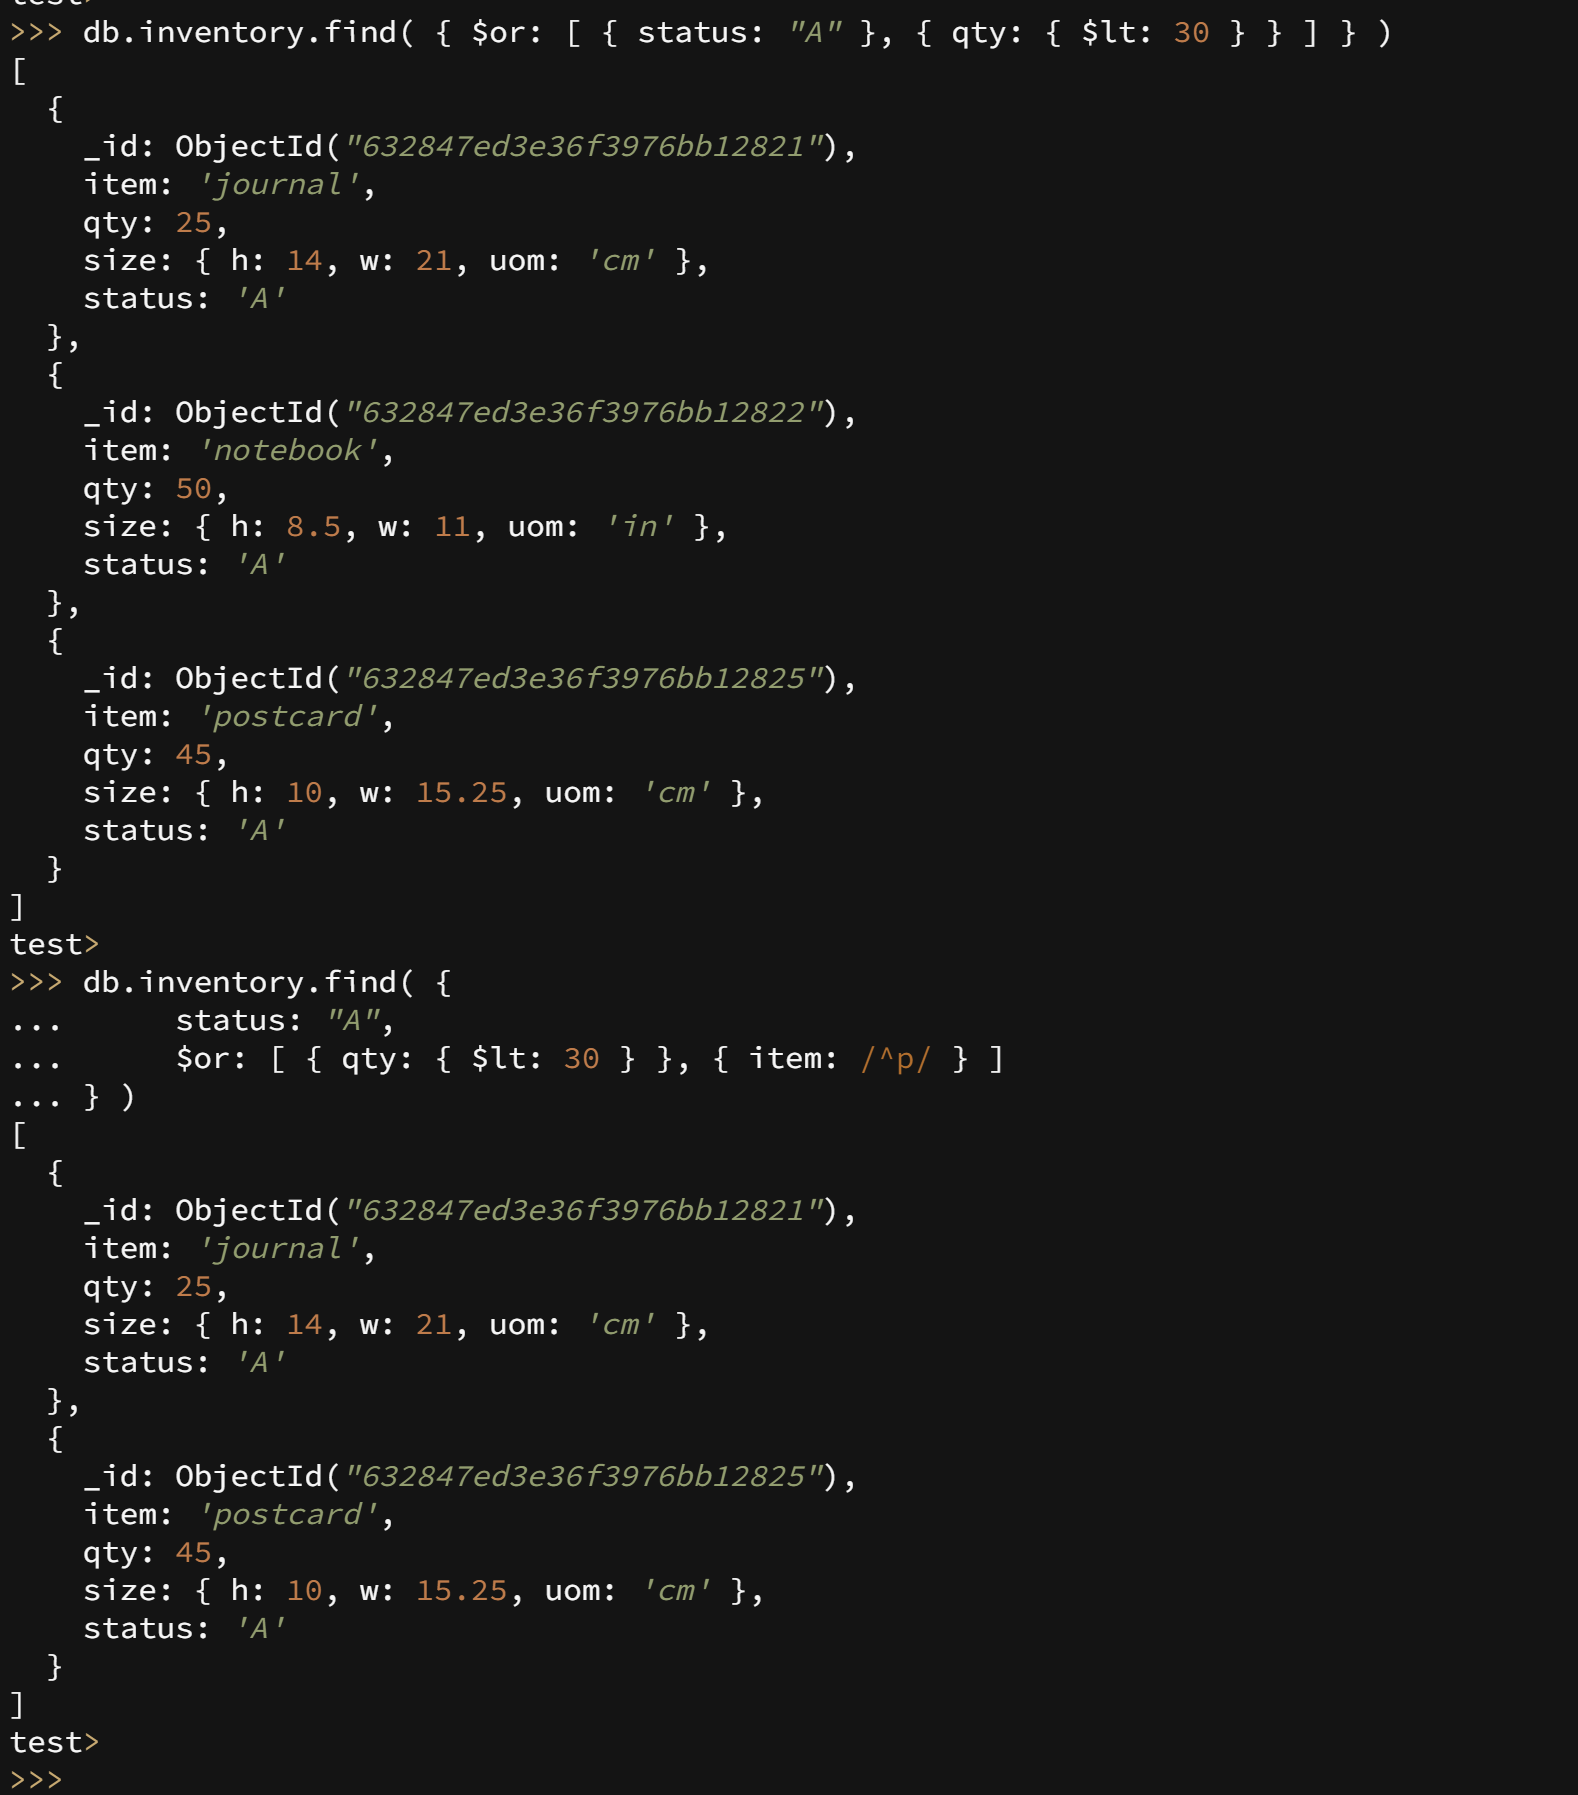 test>
>>> db.inventory.find( { $or: [ { status: "A" }, { qty: { $lt: 30 } } ] } )
[
  {
    _id: ObjectId("632847ed3e36f3976bb12821"),
    item: 'journal',
    qty: 25,
    size: { h: 14, w: 21, uom: 'cm' },
    status: 'A'
  },
  {
    _id: ObjectId("632847ed3e36f3976bb12822"),
    item: 'notebook',
    qty: 50,
    size: { h: 8.5, w: 11, uom: 'in' },
    status: 'A'
  },
  {
    _id: ObjectId("632847ed3e36f3976bb12825"),
    item: 'postcard',
    qty: 45,
    size: { h: 10, w: 15.25, uom: 'cm' },
    status: 'A'
  }
]
test>
>>> db.inventory.find( {
...      status: "A",
...      $or: [ { qty: { $lt: 30 } }, { item: /^p/ } ]
... } )
[
  {
    _id: ObjectId("632847ed3e36f3976bb12821"),
    item: 'journal',
    qty: 25,
    size: { h: 14, w: 21, uom: 'cm' },
    status: 'A'
  },
  {
    _id: ObjectId("632847ed3e36f3976bb12825"),
    item: 'postcard',
    qty: 45,
    size: { h: 10, w: 15.25, uom: 'cm' },
    status: 'A'
  }
]
test>
>>>